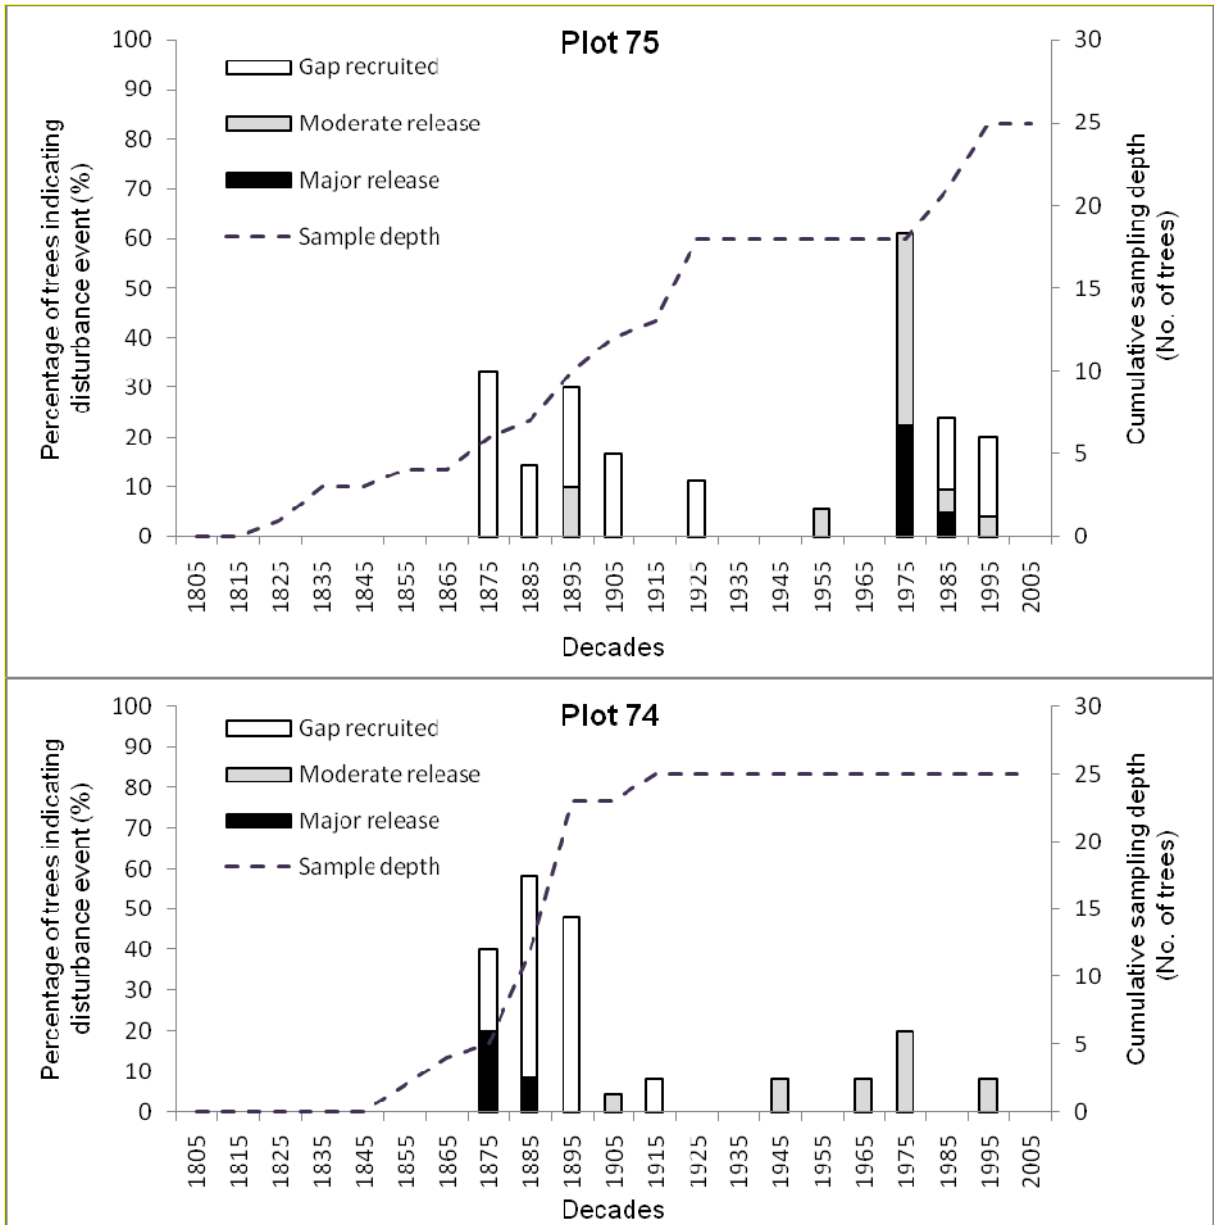 Plot 75
Percentage of trees indicating
disturbance event (%)
100
90
80
70
60
50
40
30
20
10
0
Gap recruited
Moderate release
Major release
Sample depth
30
25
20
15
10
5
0
Cumulative sampling depth
(No. of trees)
1805 1815 1825 1835 1845 1855 1865 1875 1885 1895 1905 1915 1925 1935 1945 1955 1965 1975 1985 1995 2005
Decades
Plot 74
Percentage of trees indicating
disturbance event (%)
100
90
80
70
60
50
40
30
20
10
0
Gap recruited
Moderate release
Major release
Sample depth
30
25
20
15
10
5
0
Cumulative sampling depth
(No. of trees)
1805 1815 1825 1835 1845 1855 1865 1875 1885 1895 1905 1915 1925 1935 1945 1955 1965 1975 1985 1995 2005
Decades